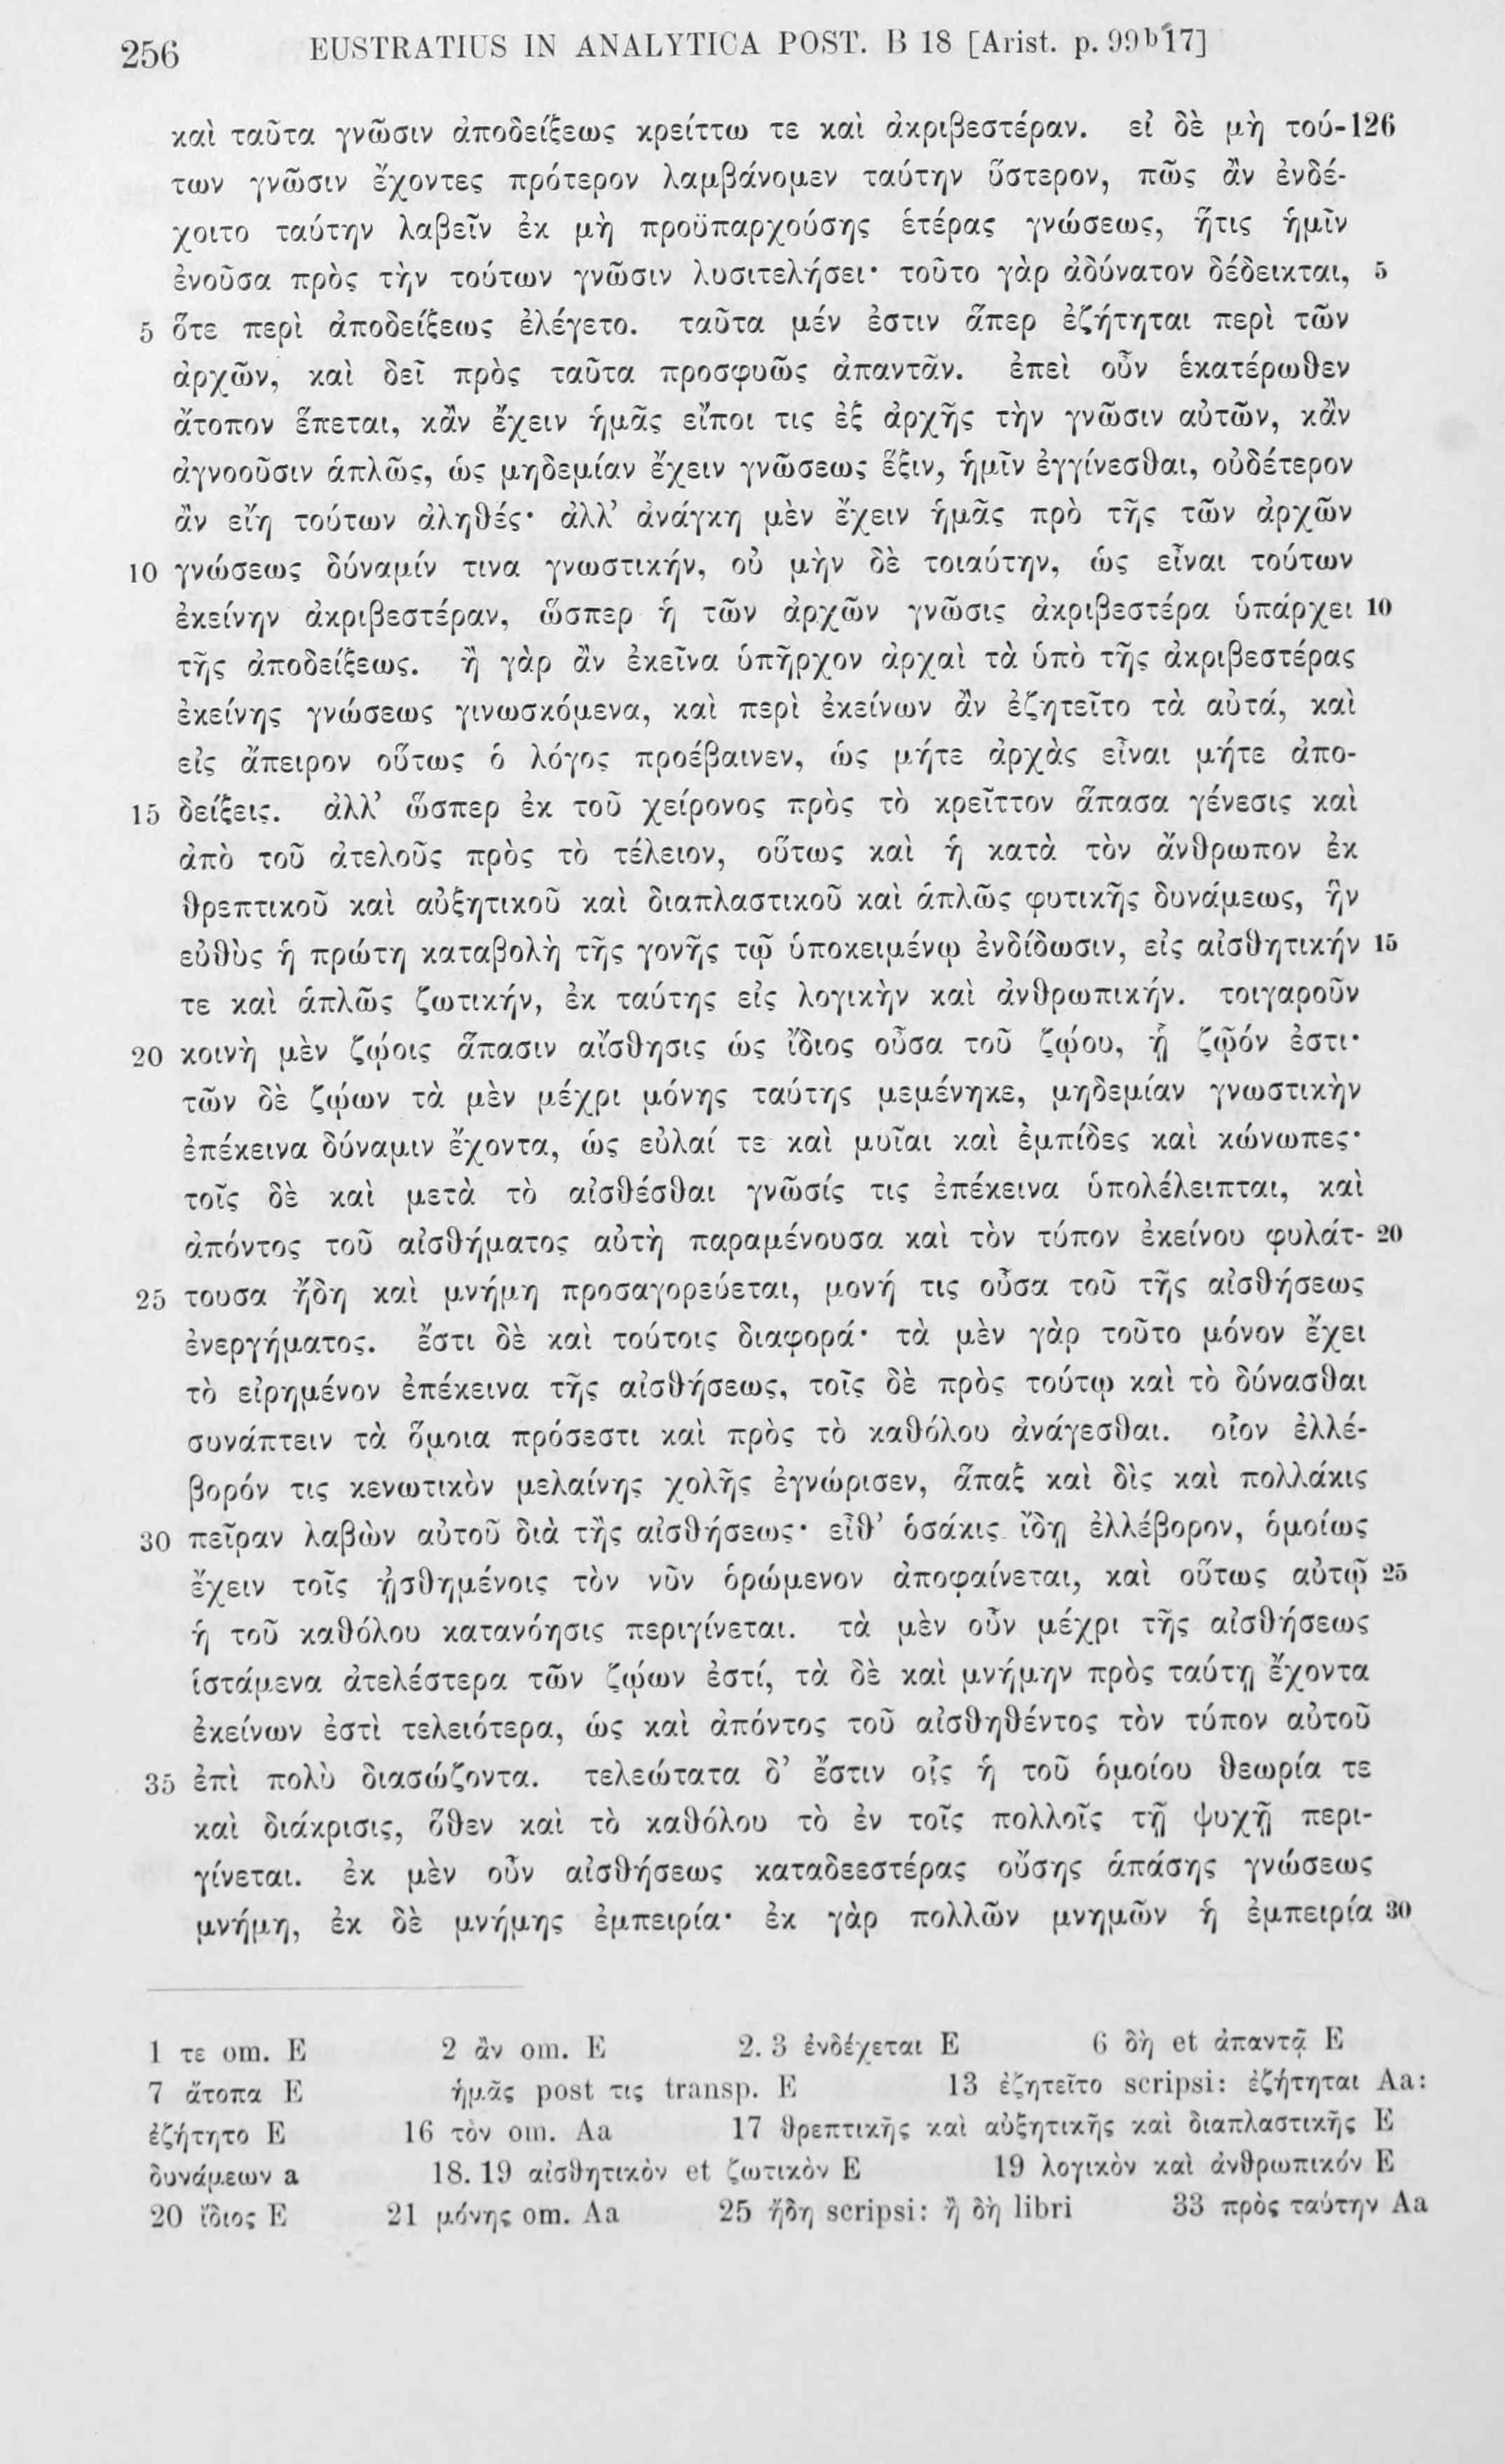 256 EUSTRATIUS IN ANALYTICA POST. B 18 [Arist. p. 99b17]
καὶ ταῦτα γνῶσιν ἀποδείξεως κρείττω τε καὶ ἀκριβεστέραν. εἰ δὲ μὴ τού- 126
των γνῶσιν ἔχοντες πρότερον λαμβάνομεν ταύτην ὕστερον, πῶς ἂν ἐνδέ-
χοιτο ταύτην λαβεῖν ἐκ μὴ προϋπαρχούσης ἑτέρας γνώσεως, ἥτις ἡμῖν
ἐνοῦσα πρὸς τὴν τούτων γνῶσιν λυσιτελήσει· τοῦτο γὰρ ἀδύνατον δέδεικται, 5
5 ὅτε περὶ ἀποδείξεως ἐλέγετο. ταῦτα μέν ἐστιν ἅπερ ἐζήτηται περὶ τῶν
ἀρχῶν, καὶ δεῖ πρὸς ταῦτα προσφυῶς ἀπαντᾶν. ἐπεὶ οὖν ἑκατέρωθεν
ἄτοπον ἕπεται, κἂν ἔχειν ἡμᾶς εἴποι τις ἐξ ἀρχῆς τὴν γνῶσιν αὐτῶν, κἂν
ἀγνοοῦσιν ἁπλῶς, ὡς μηδεμίαν ἔχειν γνώσεως ἕξιν, ἡμῖν ἐγγίνεσθαι, οὐδέτερον
ἂν εἴη τούτων ἀληθές· ἀλλ’ ἀνάγκη μὲν ἔχειν ἡμᾶς πρὸ τῆς τῶν ἀρχῶν
10 γνώσεως δύναμίν τινα γνωστικήν, οὐ μὴν δὲ τοιαύτην, ὡς εἶναι τούτων
ἐκείνην ἀκριβεστέραν, ὥσπερ ἡ τῶν ἀρχῶν γνῶσις ἀκριβεστέρα ὑπάρχει 10
τῆς ἀποδείξεως. ἢ γὰρ ἂν ἐκεῖνα ὑπῆρχον ἀρχαὶ τὰ ὑπὸ τῆς ἀκριβεστέρας
ἐκείνης γνώσεως γινωσκόμενα, καὶ περὶ ἐκείνων ἂν ἐζητεῖτο τὰ αὐτά, καὶ
εἰς ἄπειρον οὕτως ὁ λόγος προέβαινεν, ὡς μήτε ἀρχὰς εἶναι μήτε ἀπο-
15 δείξεις. ἀλλ’ ὥσπερ ἐκ τοῦ χείρονος πρὸς τὸ κρεῖττον ἅπασα γένεσις καὶ
ἀπὸ τοῦ ἀτελοῦς πρὸς τὸ τέλειον, οὕτως καὶ ἡ κατὰ τὸν ἄνθρωπον ἐκ
θρεπτικοῦ καὶ αὐξητικοῦ καὶ διαπλαστικοῦ καὶ ἁπλῶς φυτικῆς δυνάμεως, ἣν
εὐθὺς ἡ πρώτη καταβολὴ τῆς γονῆς τῷ ὑποκειμένῳ ἐνδίδωσιν, εἰς αἰσθητικήν 15
τε καὶ ἁπλῶς ζωτικήν, ἐκ ταύτης εἰς λογικὴν καὶ ἀνθρωπικήν. τοιγαροῦν
20 κοινὴ μὲν ζῴοις ἅπασιν αἴσθησις ὡς ἴδιος οὖσα τοῦ ζῴου, ᾗ ζῷόν ἐστι·
τῶν δὲ ζῴων τὰ μὲν μέχρι μόνης ταύτης μεμένηκε, μηδεμίαν γνωστικὴν
ἐπέκεινα δύναμιν ἔχοντα, ὡς εὐλαί τε καὶ μυῖαι καὶ ἐμπίδες καὶ κώνωπες·
τοῖς δὲ καὶ μετὰ τὸ αἰσθέσθαι γνῶσίς τις ἐπέκεινα ὑπολέλειπται, καὶ
ἀπόντος τοῦ αἰσθήματος αὐτὴ παραμένουσα καὶ τὸν τύπον ἐκείνου φυλάτ- 20
25 τουσα ἤδη καὶ μνήμη προσαγορεύεται, μονή τις οὖσα τοῦ τῆς αἰσθήσεως
ἐνεργήματος. ἔστι δὲ καὶ τούτοις διαφορά· τὰ μὲν γὰρ τοῦτο μόνον ἔχει
τὸ εἰρημένον ἐπέκεινα τῆς αἰσθήσεως, τοῖς δὲ πρὸς τούτῳ καὶ τὸ δύνασθαι
συνάπτειν τὰ ὅμοια πρόσεστι καὶ πρὸς τὸ καθόλου ἀνάγεσθαι. οἷον ἐλλέ-
βορόν τις κενωτικὸν μελαίνης χολῆς ἐγνώρισεν, ἅπαξ καὶ δὶς καὶ πολλάκις
30 πεῖραν λαβὼν αὐτοῦ διὰ τῆς αἰσθήσεως· εἶθ’ ὁσάκις ἴδῃ ἐλλέβορον, ὁμοίως
ἔχειν τοῖς ᾐσθημένοις τὸν νῦν ὁρώμενον ἀποφαίνεται, καὶ οὕτως αὐτῷ 25
ἡ τοῦ καθόλου κατανόησις περιγίνεται. τὰ μὲν οὖν μέχρι τῆς αἰσθήσεως
ἱστάμενα ἀτελέστερα τῶν ζῴων ἐστί, τὰ δὲ καὶ μνήμην πρὸς ταύτῃ ἔχοντα
ἐκείνων ἐστὶ τελειότερα, ὡς καὶ ἀπόντος τοῦ αἰσθηθέντος τὸν τύπον αὐτοῦ
35 ἐπὶ πολὺ διασώζοντα. τελεώτατα δ’ ἔστιν οἷς ἡ τοῦ ὁμοίου θεωρία τε
καὶ διάκρισις, ὅθεν καὶ τὸ καθόλου τὸ ἐν τοῖς πολλοῖς τῇ ψυχῇ περι-
γίνεται. ἐκ μὲν οὖν αἰσθήσεως καταδεεστέρας οὔσης ἁπάσης γνώσεως
μνήμη, ἐκ δὲ μνήμης ἐμπειρία· ἐκ γὰρ πολλῶν μνημῶν ἡ ἐμπειρία 30
1 τε om. E 2 ἂν om. E 2. 3 ἐνδέχεται E 6 δὴ et ἀπαντᾷ E
7 ἄτοπα E ἡμᾶς post τις transp. E 13 ἐζητεῖτο scripsi: ἐζήτηται Aa:
ἐζήτητο E 16 τὸν om. Aa 17 θρεπτικῆς καὶ αὐξητικῆς καὶ διαπλαστικῆς E
δυνάμεων a 18. 19 αἰσθητικὸν et ζωτικὸν E 19 λογικὸν καὶ ἀνθρωπικόν E
20 ἴδιος E 21 μόνης om. Aa 25 ἤδη scripsi: ἢ δὴ libri 33 πρὸς ταύτην Aa